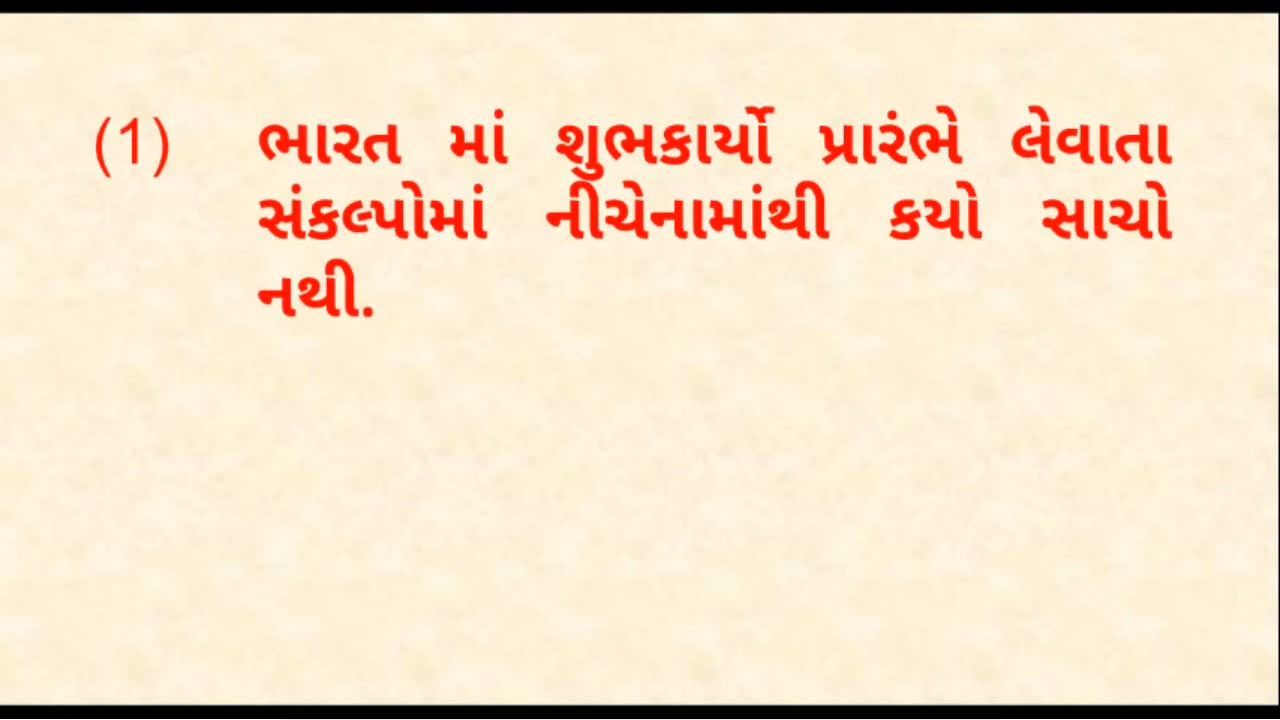 (1) ભારત માં શુભકાર્યો પ્રારંભે લેવાતા
સંકલ્પોમાં નીચેનામાંથી કયો સાચો
નથી.